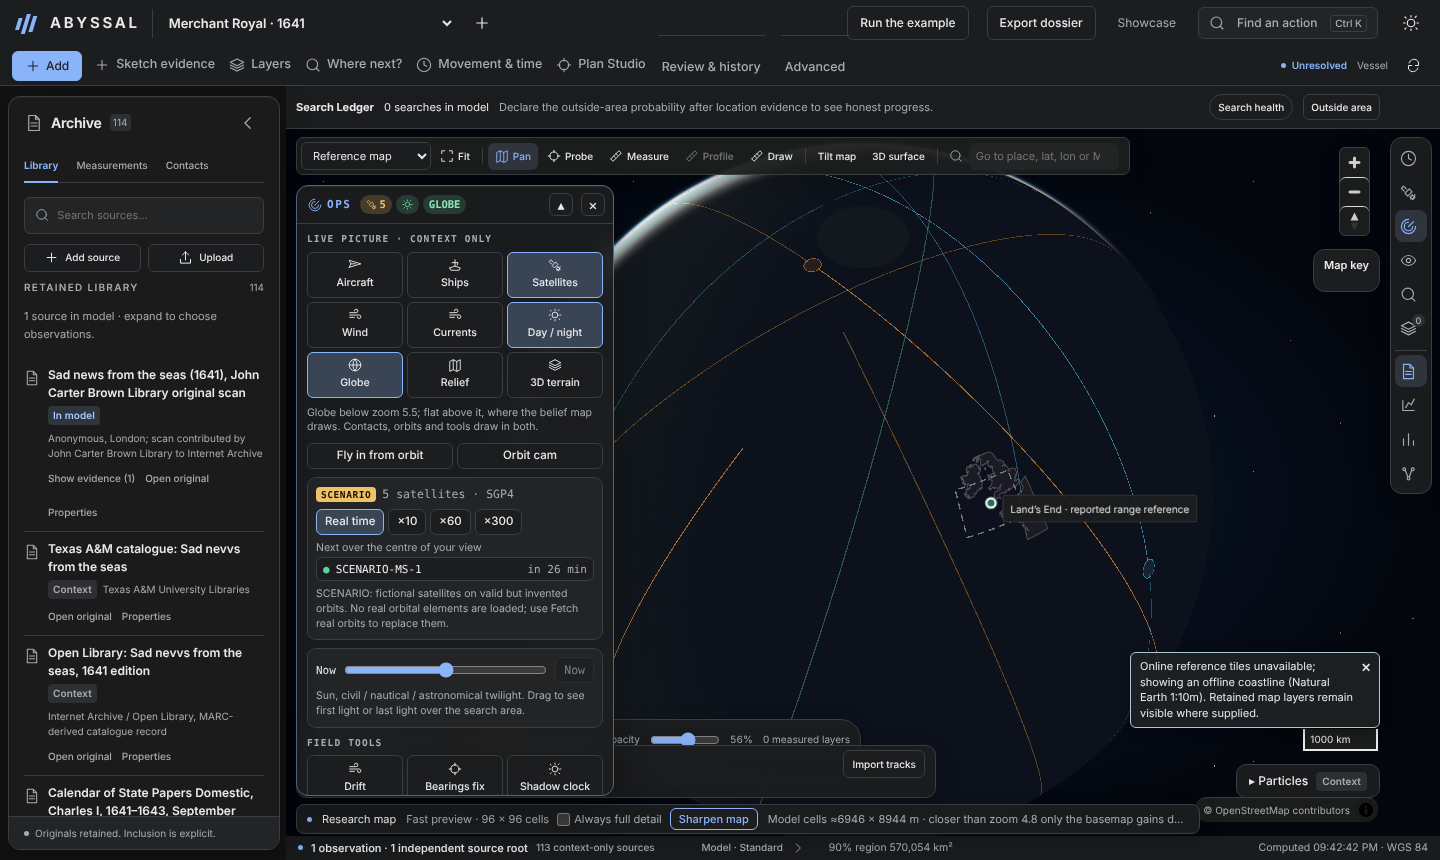 ABYSSAL
Merchant Royal · 1641
Run the example
Export dossier
Showcase
Find an action
Ctrl K
Add
Sketch evidence
Layers
Where next?
Movement & time
Plan Studio
Review & history
Advanced
Unresolved
Vessel
Archive
114
Library
Measurements
Contacts
Search sources...
Add source
Upload
RETAINED LIBRARY
114
1 source in model · expand to choose
observations.
Sad news from the seas (1641), John
Carter Brown Library original scan
In model
Anonymous, London; scan contributed by
John Carter Brown Library to Internet Archive
Show evidence (1)
Open original
Properties
Texas A&M catalogue: Sad nevvs
from the seas
Context
Texas A&M University Libraries
Open original
Properties
Open Library: Sad nevvs from the
seas, 1641 edition
Context
Internet Archive / Open Library, MARC-
derived catalogue record
Open original
Properties
Calendar of State Papers Domestic,
Charles I, 1641–1643, September
Originals retained. Inclusion is explicit.
Search Ledger
0 searches in model
Declare the outside-area probability after location evidence to see honest progress.
Search health
Outside area
Reference map
Fit
Pan
Probe
Measure
Profile
Draw
Tilt map
3D surface
Go to place, lat, lon or M
OPS
5
GLOBE
LIVE PICTURE · CONTEXT ONLY
Aircraft
Ships
Satellites
Wind
Currents
Day / night
Globe
Relief
3D terrain
Globe below zoom 5.5; flat above it, where the belief map
draws. Contacts, orbits and tools draw in both.
Fly in from orbit
Orbit cam
SCENARIO
5 satellites · SGP4
Real time
×10
×60
×300
Next over the centre of your view
SCENARIO-MS-1
in 26 min
SCENARIO: fictional satellites on valid but invented
orbits. No real orbital elements are loaded; use Fetch
real orbits to replace them.
Now
Now
Sun, civil / nautical / astronomical twilight. Drag to see
first light or last light over the search area.
FIELD TOOLS
Drift
Bearings fix
Shadow clock
Map key
0
Land's End · reported range reference
Online reference tiles unavailable;
showing an offline coastline (Natural
Earth 1:10m). Retained map layers remain
visible where supplied.
1000 km
pacity
56%
0 measured layers
Import tracks
Particles
Context
© OpenStreetMap contributors
Research map
Fast preview · 96 × 96 cells
Always full detail
Sharpen map
Model cells ≈6946 × 8944 m · closer than zoom 4.8 only the basemap gains d...
1 observation · 1 independent source root
113 context-only sources
Model · Standard
90% region 570,054 km²
Computed 09:42:42 PM · WGS 84